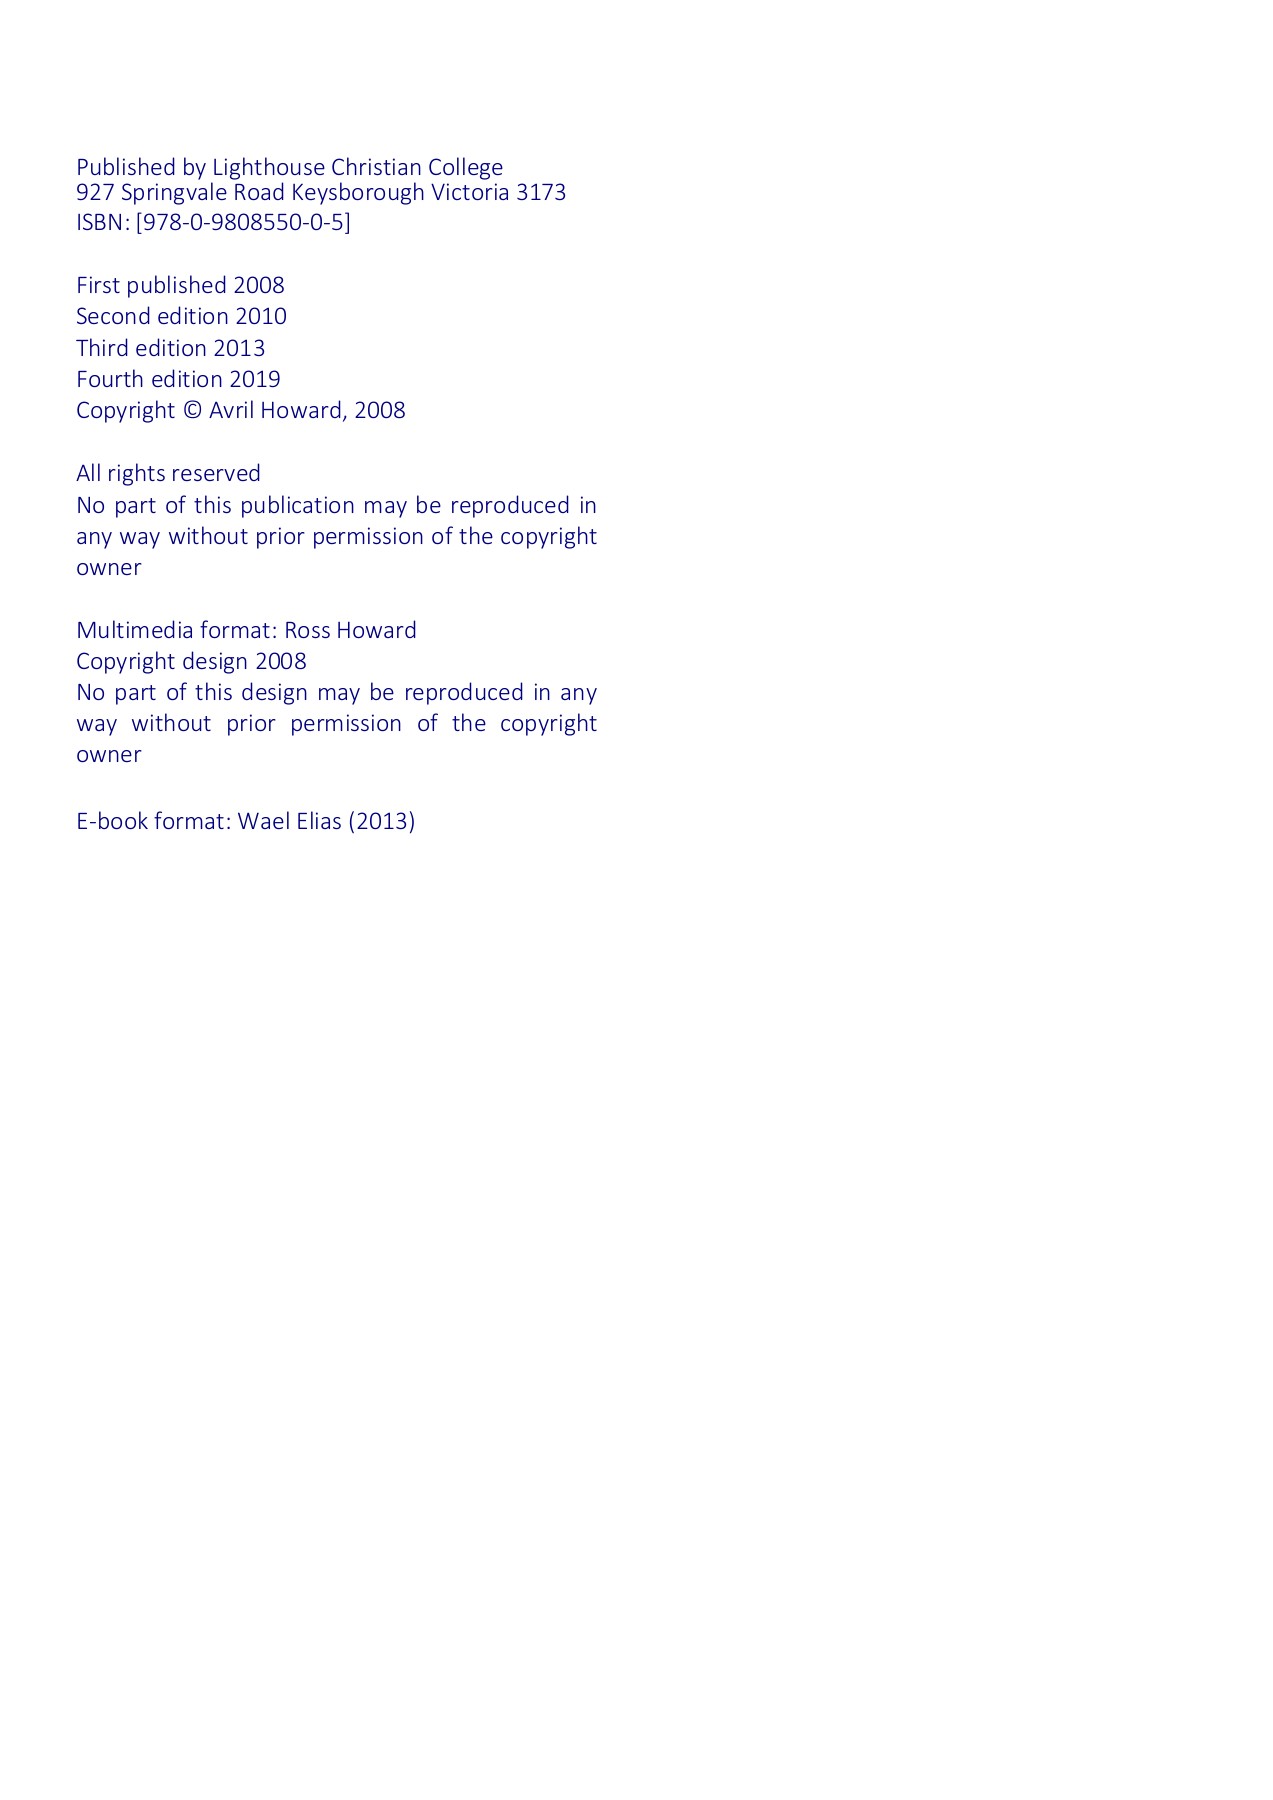 Published by Lighthouse Christian College
927 Springvale Road Keysborough Victoria 3173
ISBN: [978-0-9808550-0-5]
First published 2008
Second edition 2010
Third edition 2013
Fourth edition 2019
Copyright © Avril Howard, 2008
All rights reserved
No part of this publication may be reproduced in
any way without prior permission of the copyright
owner
Multimedia format: Ross Howard
Copyright design 2008
No part of this design may be reproduced in any
way without prior permission of the copyright
owner
E-book format: Wael Elias (2013)